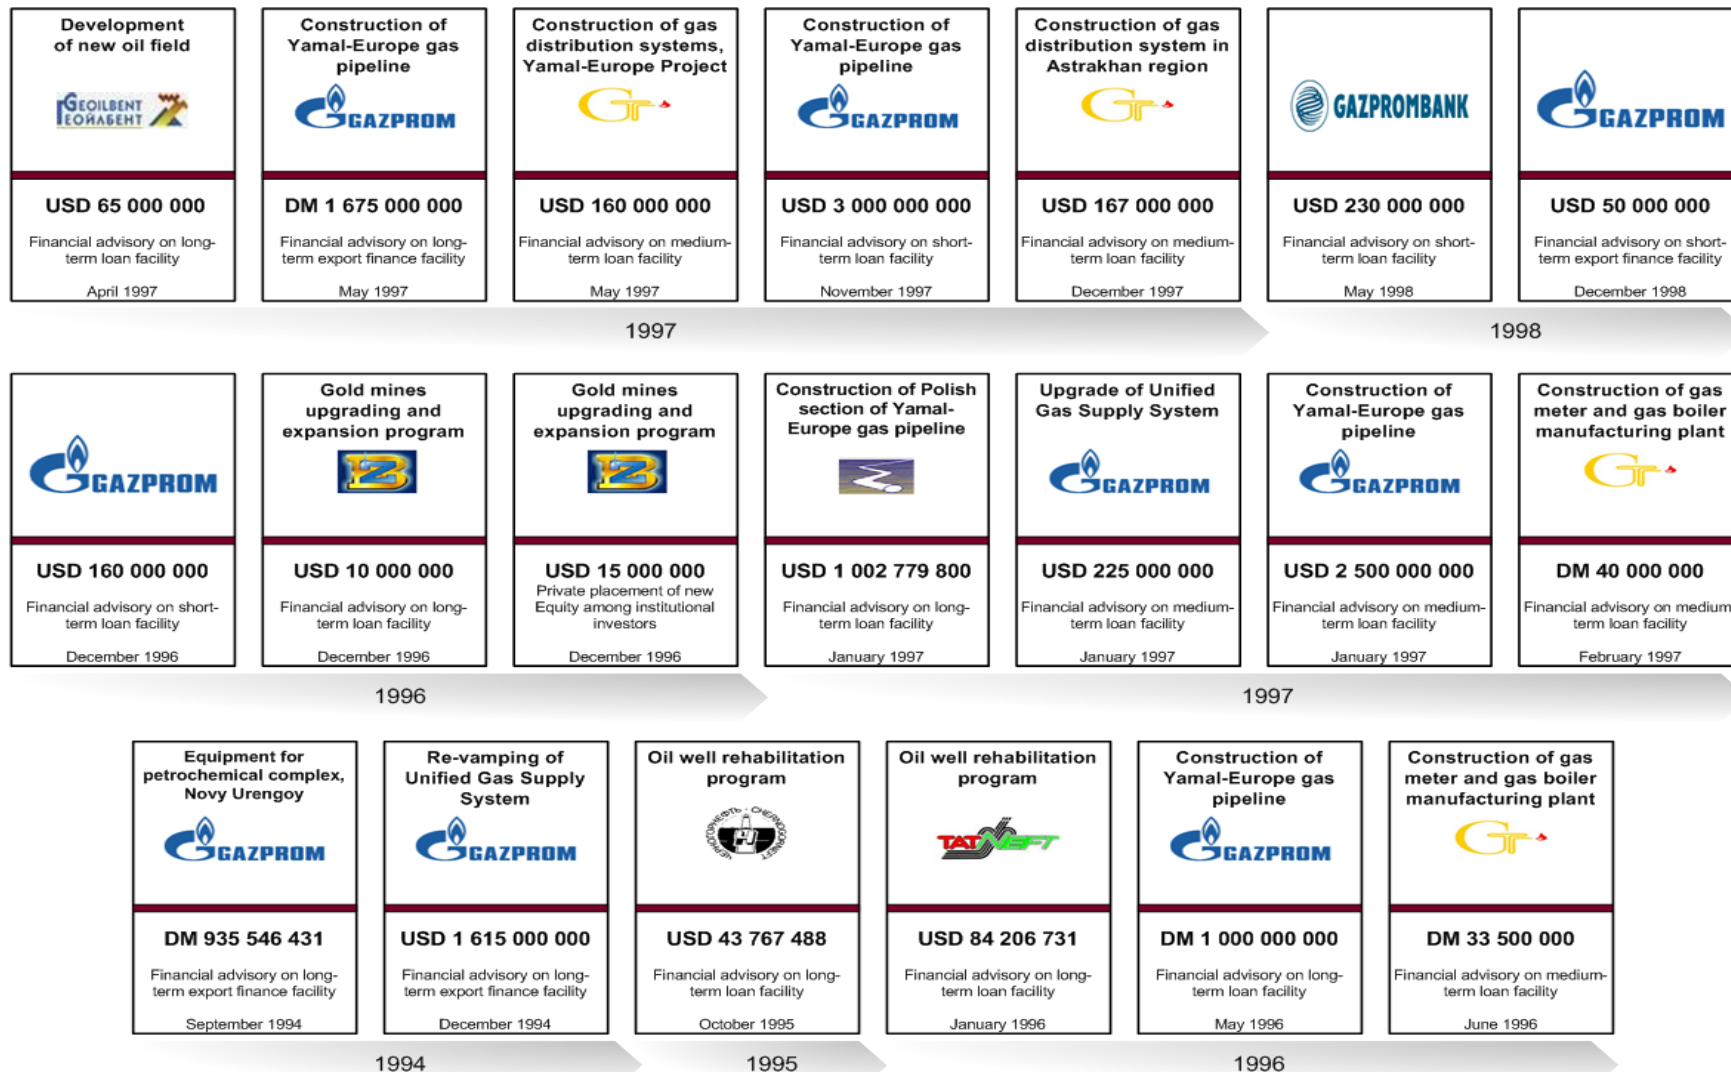 Development
of new oil field
GEOILBENT
ГЕОЙЛБЕНТ
USD 65 000 000
Financial advisory on long-
term loan facility
April 1997
Construction of
Yamal-Europe gas
pipeline
GAZPROM
DM 1 675 000 000
Financial advisory on long-
term export finance facility
May 1997
Construction of gas
distribution systems,
Yamal-Europe Project
USD 160 000 000
Financial advisory on medium-
term loan facility
May 1997
Construction of
Yamal-Europe gas
pipeline
GAZPROM
USD 3 000 000 000
Financial advisory on short-
term loan facility
November 1997
Construction of gas
distribution system in
Astrakhan region
USD 167 000 000
Financial advisory on medium-
term loan facility
December 1997
GAZPROMBANK
USD 230 000 000
Financial advisory on short-
term loan facility
May 1998
GAZPROM
USD 50 000 000
Financial advisory on short-
term export finance facility
December 1998
1997
1998
GAZPROM
USD 160 000 000
Financial advisory on short-
term loan facility
December 1996
Gold mines
upgrading and
expansion program
BZ
USD 10 000 000
Financial advisory on long-
term loan facility
December 1996
Gold mines
upgrading and
expansion program
BZ
USD 15 000 000
Private placement of new
Equity among institutional
investors
December 1996
Construction of Polish
section of Yamal-
Europe gas pipeline
USD 1 002 779 800
Financial advisory on long-
term loan facility
January 1997
Upgrade of Unified
Gas Supply System
GAZPROM
USD 225 000 000
Financial advisory on medium-
term loan facility
January 1997
Construction of
Yamal-Europe gas
pipeline
GAZPROM
USD 2 500 000 000
Financial advisory on medium-
term loan facility
January 1997
Construction of gas
meter and gas boiler
manufacturing plant
DM 40 000 000
Financial advisory on medium
term loan facility
February 1997
1996
1997
Equipment for
petrochemical complex,
Novy Urengoy
GAZPROM
DM 935 546 431
Financial advisory on long-
term export finance facility
September 1994
Re-vamping of
Unified Gas Supply
System
GAZPROM
USD 1 615 000 000
Financial advisory on long-
term export finance facility
December 1994
Oil well rehabilitation
program
ЧЕРНОГОРНЕФТЬ · CHERNOGORNEFT
USD 43 767 488
Financial advisory on long-
term loan facility
October 1995
Oil well rehabilitation
program
TATNEFT
USD 84 206 731
Financial advisory on long-
term loan facility
January 1996
Construction of
Yamal-Europe gas
pipeline
GAZPROM
DM 1 000 000 000
Financial advisory on long-
term loan facility
May 1996
Construction of gas
meter and gas boiler
manufacturing plant
DM 33 500 000
Financial advisory on medium-
term loan facility
June 1996
1994
1995
1996